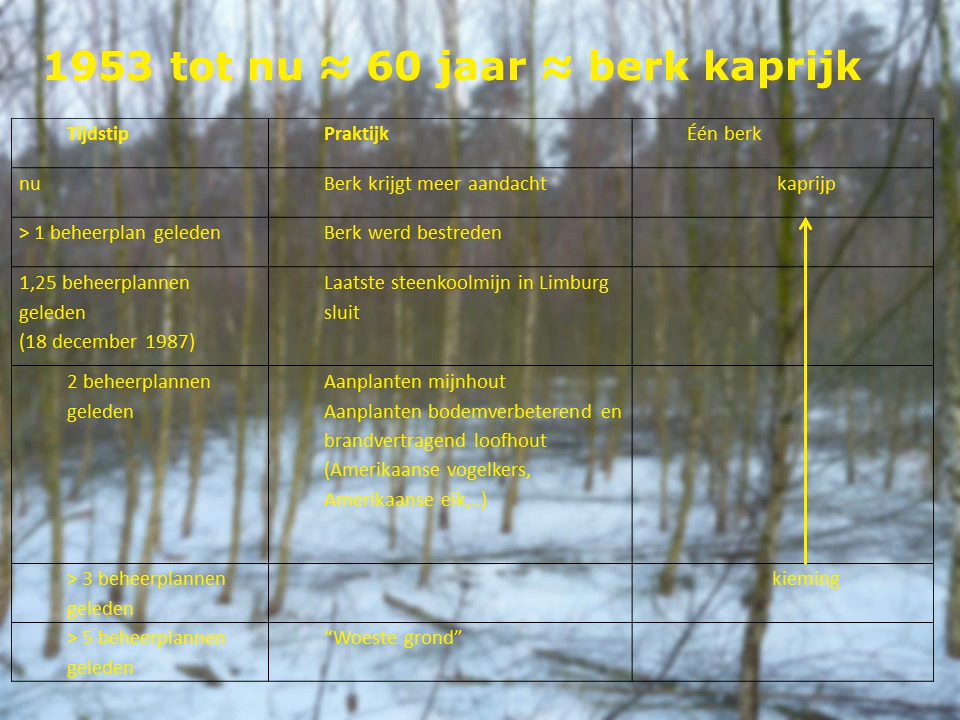 1953 tot nu ≈ 60 jaar ≈ berk kaprijk
Tijdstip Praktijk Één berk
nu Berk krijgt meer aandacht kaprijp
> 1 beheerplan geleden Berk werd bestreden
1,25 beheerplannen Laatste steenkoolmijn in Limburg
geleden sluit
(18 december 1987)
2 beheerplannen Aanplanten mijnhout
geleden Aanplanten bodemverbeterend en
brandvertragend loofhout
(Amerikaanse vogelkers,
Amerikaanse eik,..)
> 3 beheerplannen kieming
geleden
> 5 beheerplannen “Woeste grond”
geleden